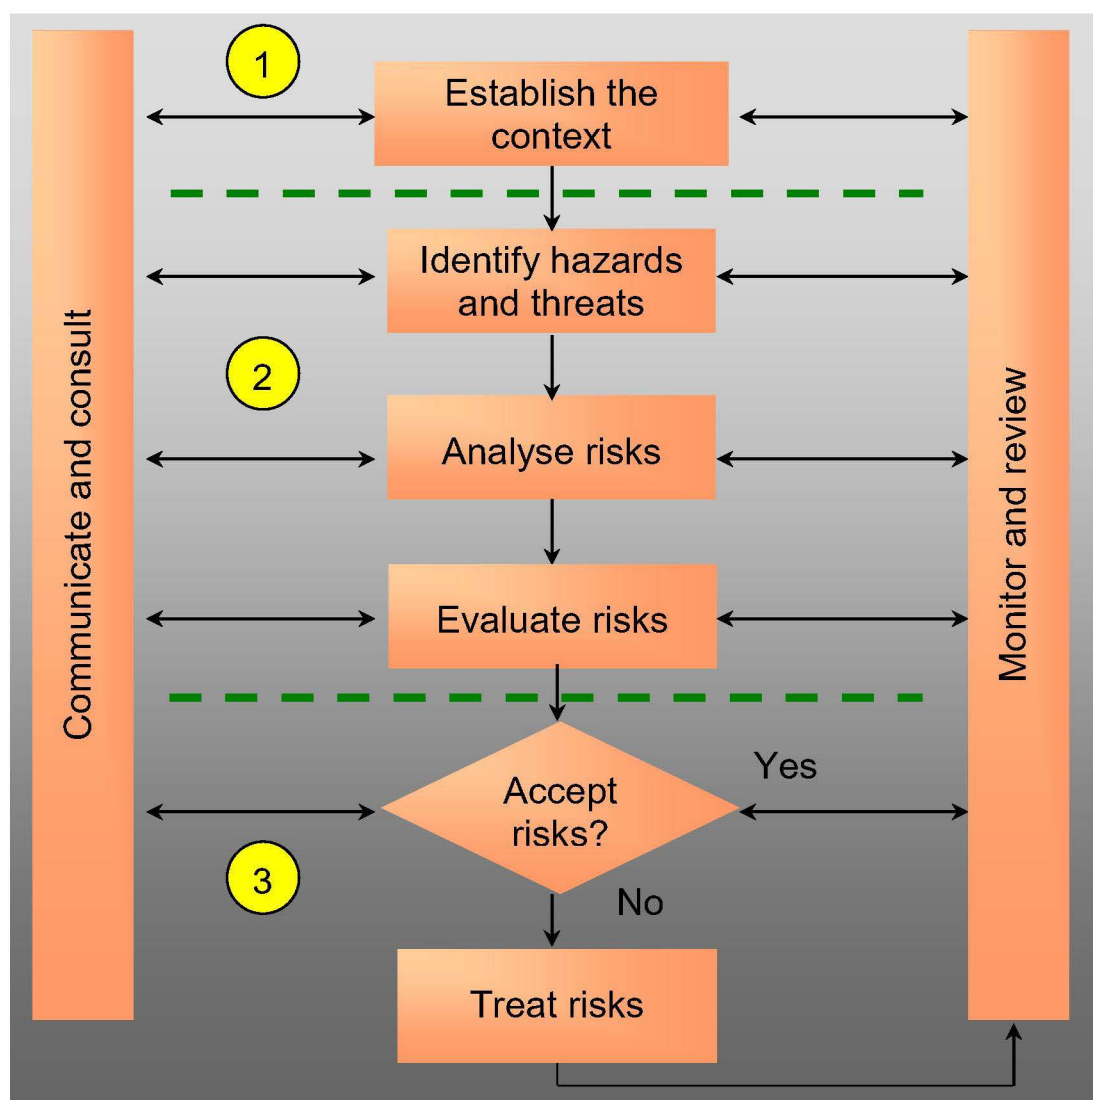 1
Establish the
context
Identify hazards
and threats
2
Analyse risks
Evaluate risks
Accept
risks?
Yes
No
3
Treat risks
Communicate and consult
Monitor and review